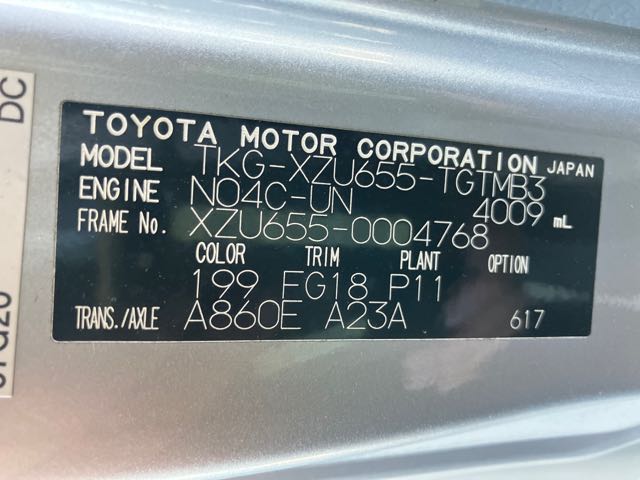 DC
TOYOTA MOTOR CORPORATION JAPAN
MODEL TKG-XZU655-TGTMB3
ENGINE N04C-UN 4009 mL
FRAME No. XZU655-0004768
COLOR TRIM PLANT OPTION
199 FG18 P11
TRANS./AXLE A860E A23A 617